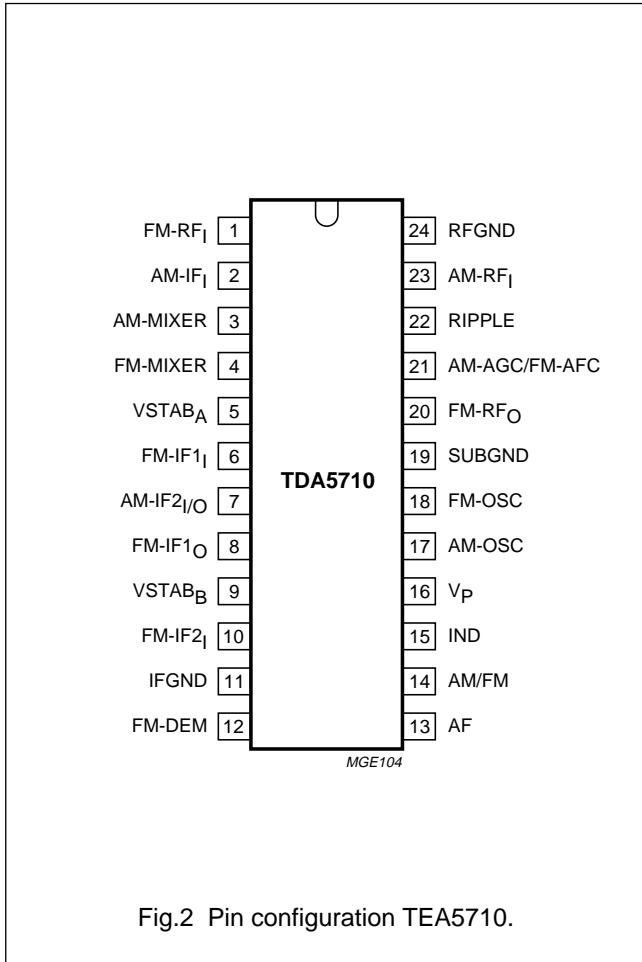 FM-RFI 1 24 RFGND
AM-IFI 2 23 AM-RFI
AM-MIXER 3 22 RIPPLE
FM-MIXER 4 21 AM-AGC/FM-AFC
VSTABA 5 20 FM-RFO
FM-IF1I 6 19 SUBGND
TDA5710
AM-IF2I/O 7 18 FM-OSC
FM-IF1O 8 17 AM-OSC
VSTABB 9 16 VP
FM-IF2I 10 15 IND
IFGND 11 14 AM/FM
FM-DEM 12 13 AF
MGE104
Fig.2 Pin configuration TEA5710.